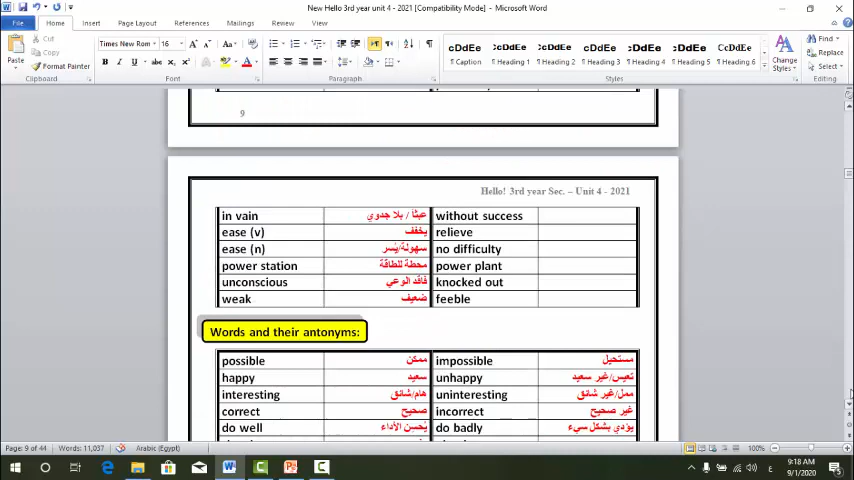 New Hello 3rd year unit 4 - 2021 [Compatibility Mode] - Microsoft Word
File Home Insert Page Layout References Mailings Review View
Paste Cut Copy Format Painter Clipboard
Times New Rom 16 Font
Paragraph
Caption Heading 1 Heading 2 Heading 3 Heading 4 Heading 5 Heading 6 Styles
Change Styles
Find Replace Select Editing
9
Hello! 3rd year Sec. – Unit 4 - 2021
in vain عبثاً / بلا جدوي without success
ease (v) يخفف relieve
ease (n) سهولة/يُسر no difficulty
power station محطة للطاقة power plant
unconscious فاقد الوعي knocked out
weak ضعيف feeble
Words and their antonyms:
possible ممكن impossible مستحيل
happy سعيد unhappy تعيس/غير سعيد
interesting هام/شائق uninteresting ممل/غير شائق
correct صحيح incorrect غير صحيح
do well يُحسن الأداء do badly يؤدي بشكل سيء
Page: 9 of 44 Words: 11,037 Arabic (Egypt) 100%
9:18 AM
9/1/2020